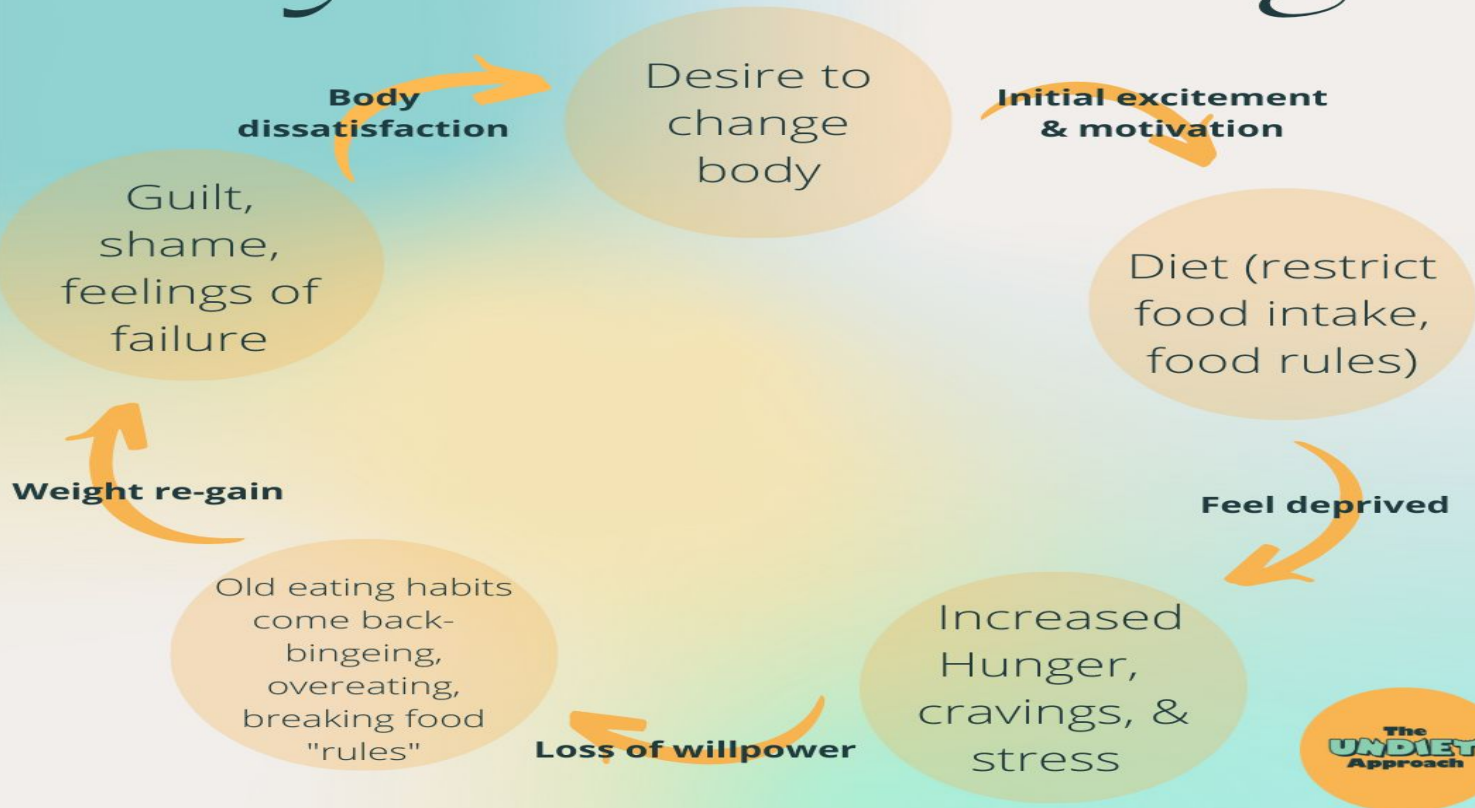 Body
dissatisfaction
Desire to
change
body
Initial excitement
& motivation
Guilt,
shame,
feelings of
failure
Diet (restrict
food intake,
food rules)
Weight re-gain
Feel deprived
Old eating habits
come back-
bingeing,
overeating,
breaking food
"rules"
Increased
Hunger,
cravings, &
stress
Loss of willpower
The
UNDIET
Approach